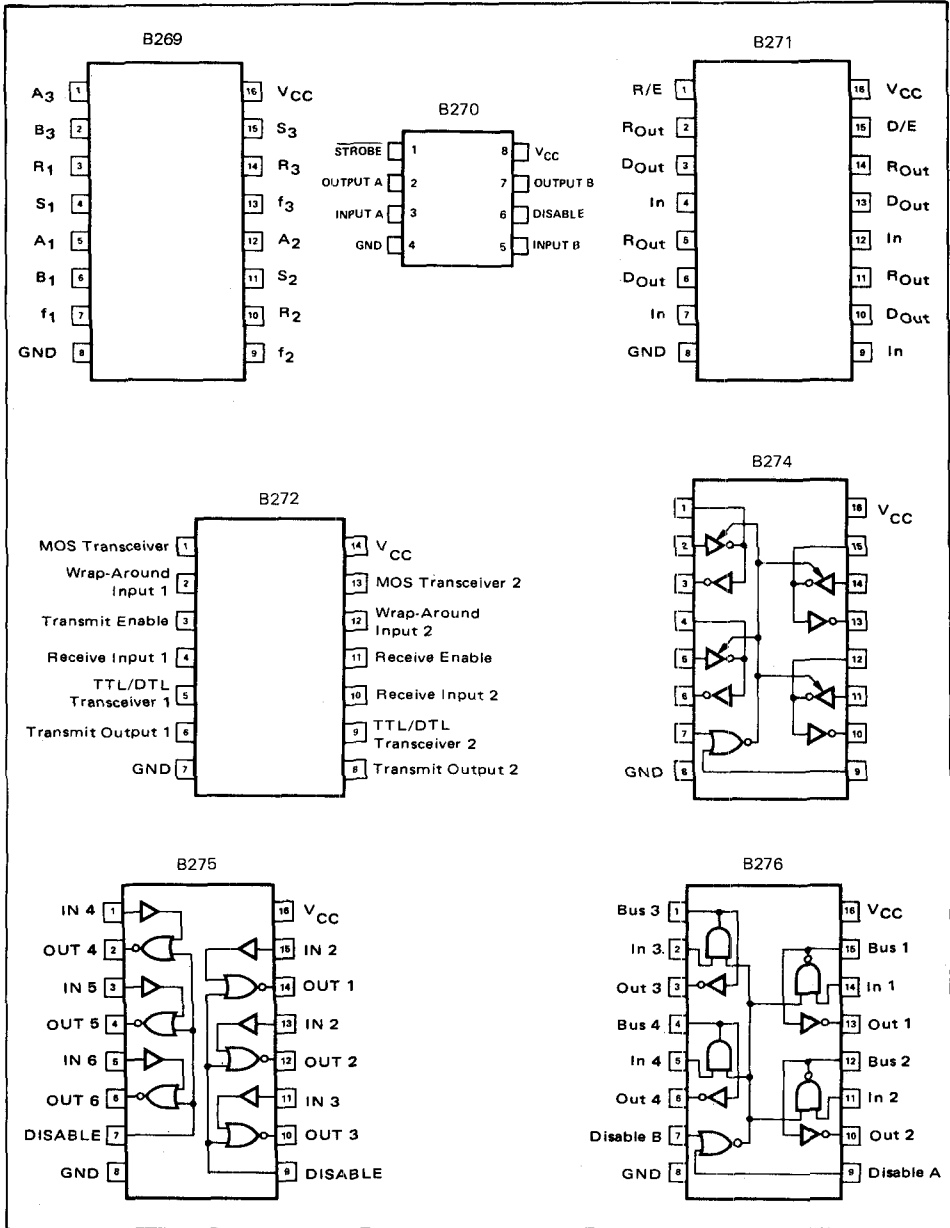 B269
A3 1 16 VCC
B3 2 15 S3
R1 3 14 R3
S1 4 13 f3
A1 5 12 A2
B1 6 11 S2
f1 7 10 R2
GND 8 9 f2
B270
STROBE 1 8 VCC
OUTPUT A 2 7 OUTPUT B
INPUT A 3 6 DISABLE
GND 4 5 INPUT B
B271
R/E 1 16 VCC
ROut 2 15 D/E
DOut 3 14 ROut
In 4 13 DOut
ROut 5 12 In
DOut 6 11 ROut
In 7 10 DOut
GND 8 9 In
B272
MOS Transceiver 1 14 VCC
Wrap-Around
Input 1 2 13 MOS Transceiver 2
Transmit Enable 3 12 Wrap-Around
Input 2
Receive Input 1 4 11 Receive Enable
TTL/DTL
Transceiver 1 5 10 Receive Input 2
Transmit Output 1 6 9 TTL/DTL
Transceiver 2
GND 7 8 Transmit Output 2
B274
1 16 VCC
2 15
3 14
4 13
5 12
6 11
7 10
GND 8 9
B275
IN 4 1 16 VCC
OUT 4 2 15 IN 2
IN 5 3 14 OUT 1
OUT 5 4 13 IN 2
IN 6 5 12 OUT 2
OUT 6 6 11 IN 3
DISABLE 7 10 OUT 3
GND 8 9 DISABLE
B276
Bus 3 1 16 VCC
In 3. 2 15 Bus 1
Out 3 3 14 In 1
Bus 4 4 13 Out 1
In 4 5 12 Bus 2
Out 4 6 11 In 2
Disable B 7 10 Out 2
GND 8 9 Disable A